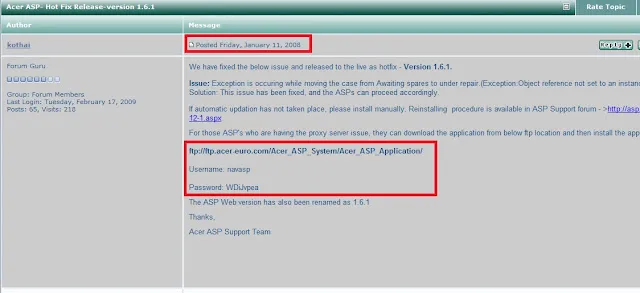 Acer ASP- Hot Fix Release-version 1.6.1
Rate Topic
Author
Message
kothai
Posted Friday, January 11, 2008
Reply
Forum Guru
Group: Forum Members
Last Login: Tuesday, February 17, 2009
Posts: 65, Visits: 218
We have fixed the below issue and released to the live as hotfix - Version 1.6.1.
Issue: Exception is occuring while moving the case from Awaiting spares to under repair (Exception:Object reference not set to an instanc
Solution: This issue has been fixed, and the ASPs can proceed accordingly.
If automatic updation has not taken place, please install manually. Reinstalling procedure is available in ASP Support forum - >http://asp.
12-1.aspx.
For those ASP's who are having the proxy server issue, they can download the application from below ftp location and then install the app
ftp://ftp.acer-euro.com/Acer_ASP_System/Acer_ASP_Application/
Username: navasp
Password: WDiJvpea
The ASP Web version has also been renamed as 1.6.1
Thanks,
Acer ASP Support Team